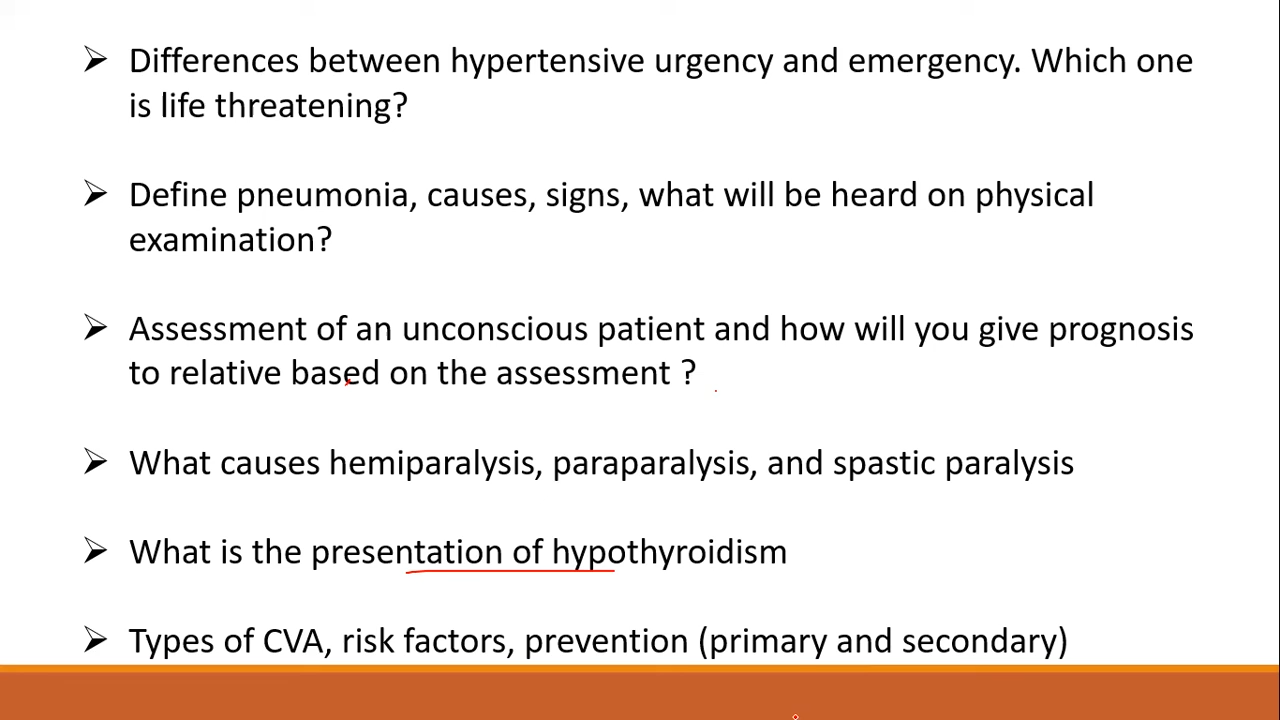 ➢ Differences between hypertensive urgency and emergency. Which one
is life threatening?
➢ Define pneumonia, causes, signs, what will be heard on physical
examination?
➢ Assessment of an unconscious patient and how will you give prognosis
to relative based on the assessment ?
➢ What causes hemiparalysis, paraparalysis, and spastic paralysis
➢ What is the presentation of hypothyroidism
➢ Types of CVA, risk factors, prevention (primary and secondary)